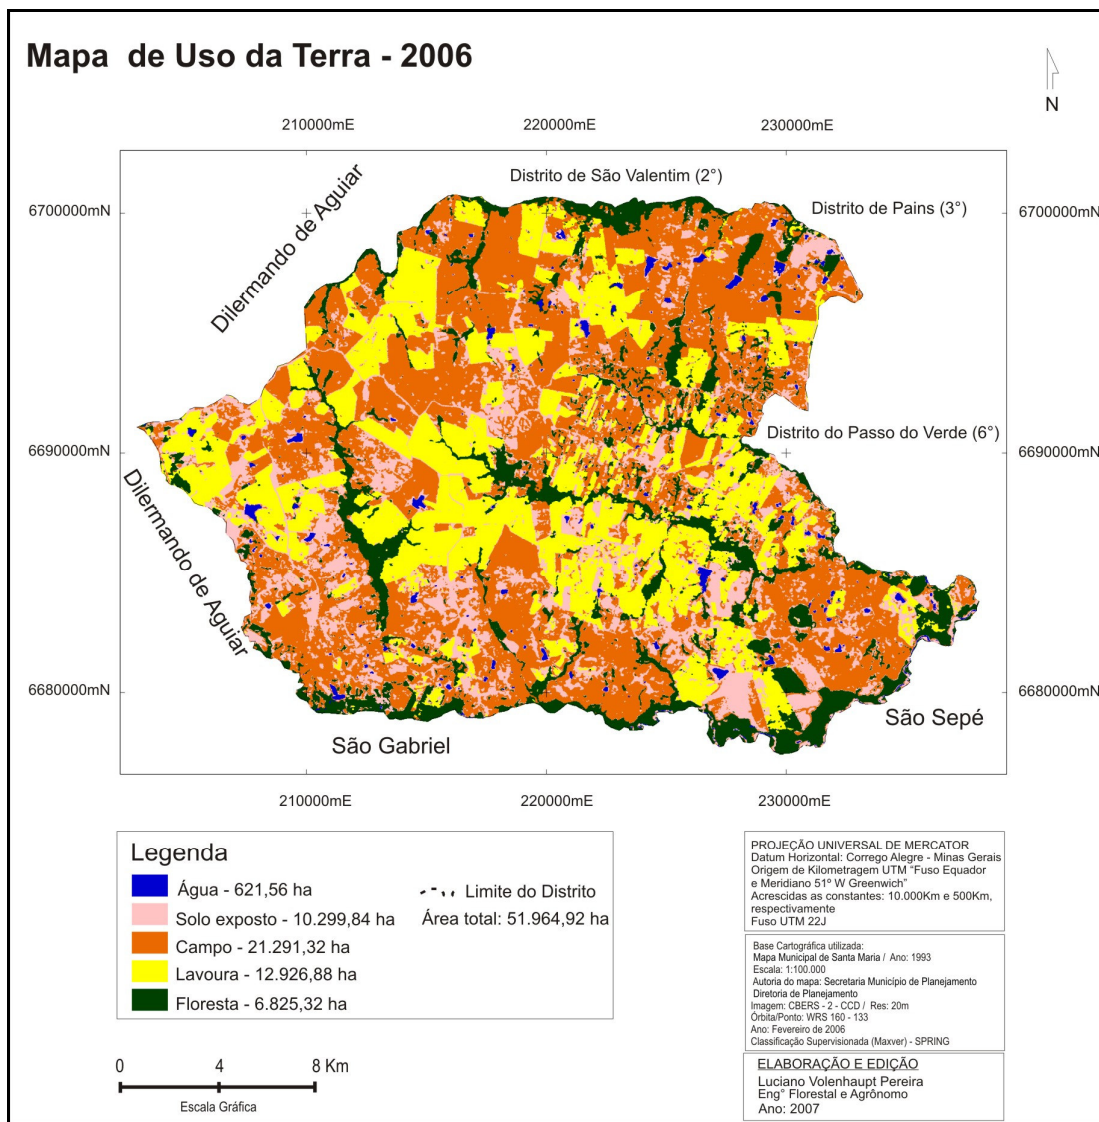 Mapa de Uso da Terra - 2006
N
210000mE
220000mE
230000mE
Distrito de São Valentim (2°)
Dilermando de Aguiar
Distrito de Pains (3°)
6700000mN
6700000mN
Distrito do Passo do Verde (6°)
6690000mN
6690000mN
Dilermando de Aguiar
6680000mN
6680000mN
São Sepé
São Gabriel
210000mE
220000mE
230000mE
Legenda
Água - 621,56 ha
Solo exposto - 10.299,84 ha
Campo - 21.291,32 ha
Lavoura - 12.926,88 ha
Floresta - 6.825,32 ha
Limite do Distrito
Área total: 51.964,92 ha
0 4 8 Km
Escala Gráfica
PROJEÇÃO UNIVERSAL DE MERCATOR
Datum Horizontal: Corrego Alegre - Minas Gerais
Origem de Kilometragem UTM "Fuso Equador
e Meridiano 51º W Greenwich"
Acrescidas as constantes: 10.000Km e 500Km,
respectivamente
Fuso UTM 22J
Base Cartográfica utilizada:
Mapa Municipal de Santa Maria / Ano: 1993
Escala: 1:100.000
Autoria do mapa: Secretaria Município de Planejamento
Diretoria de Planejamento
Imagem: CBERS - 2 - CCD / Res: 20m
Órbita/Ponto: WRS 160 - 133
Ano: Fevereiro de 2006
Classificação Supervisionada (Maxver) - SPRING
ELABORAÇÃO E EDIÇÃO
Luciano Volenhaupt Pereira
Eng° Florestal e Agrônomo
Ano: 2007